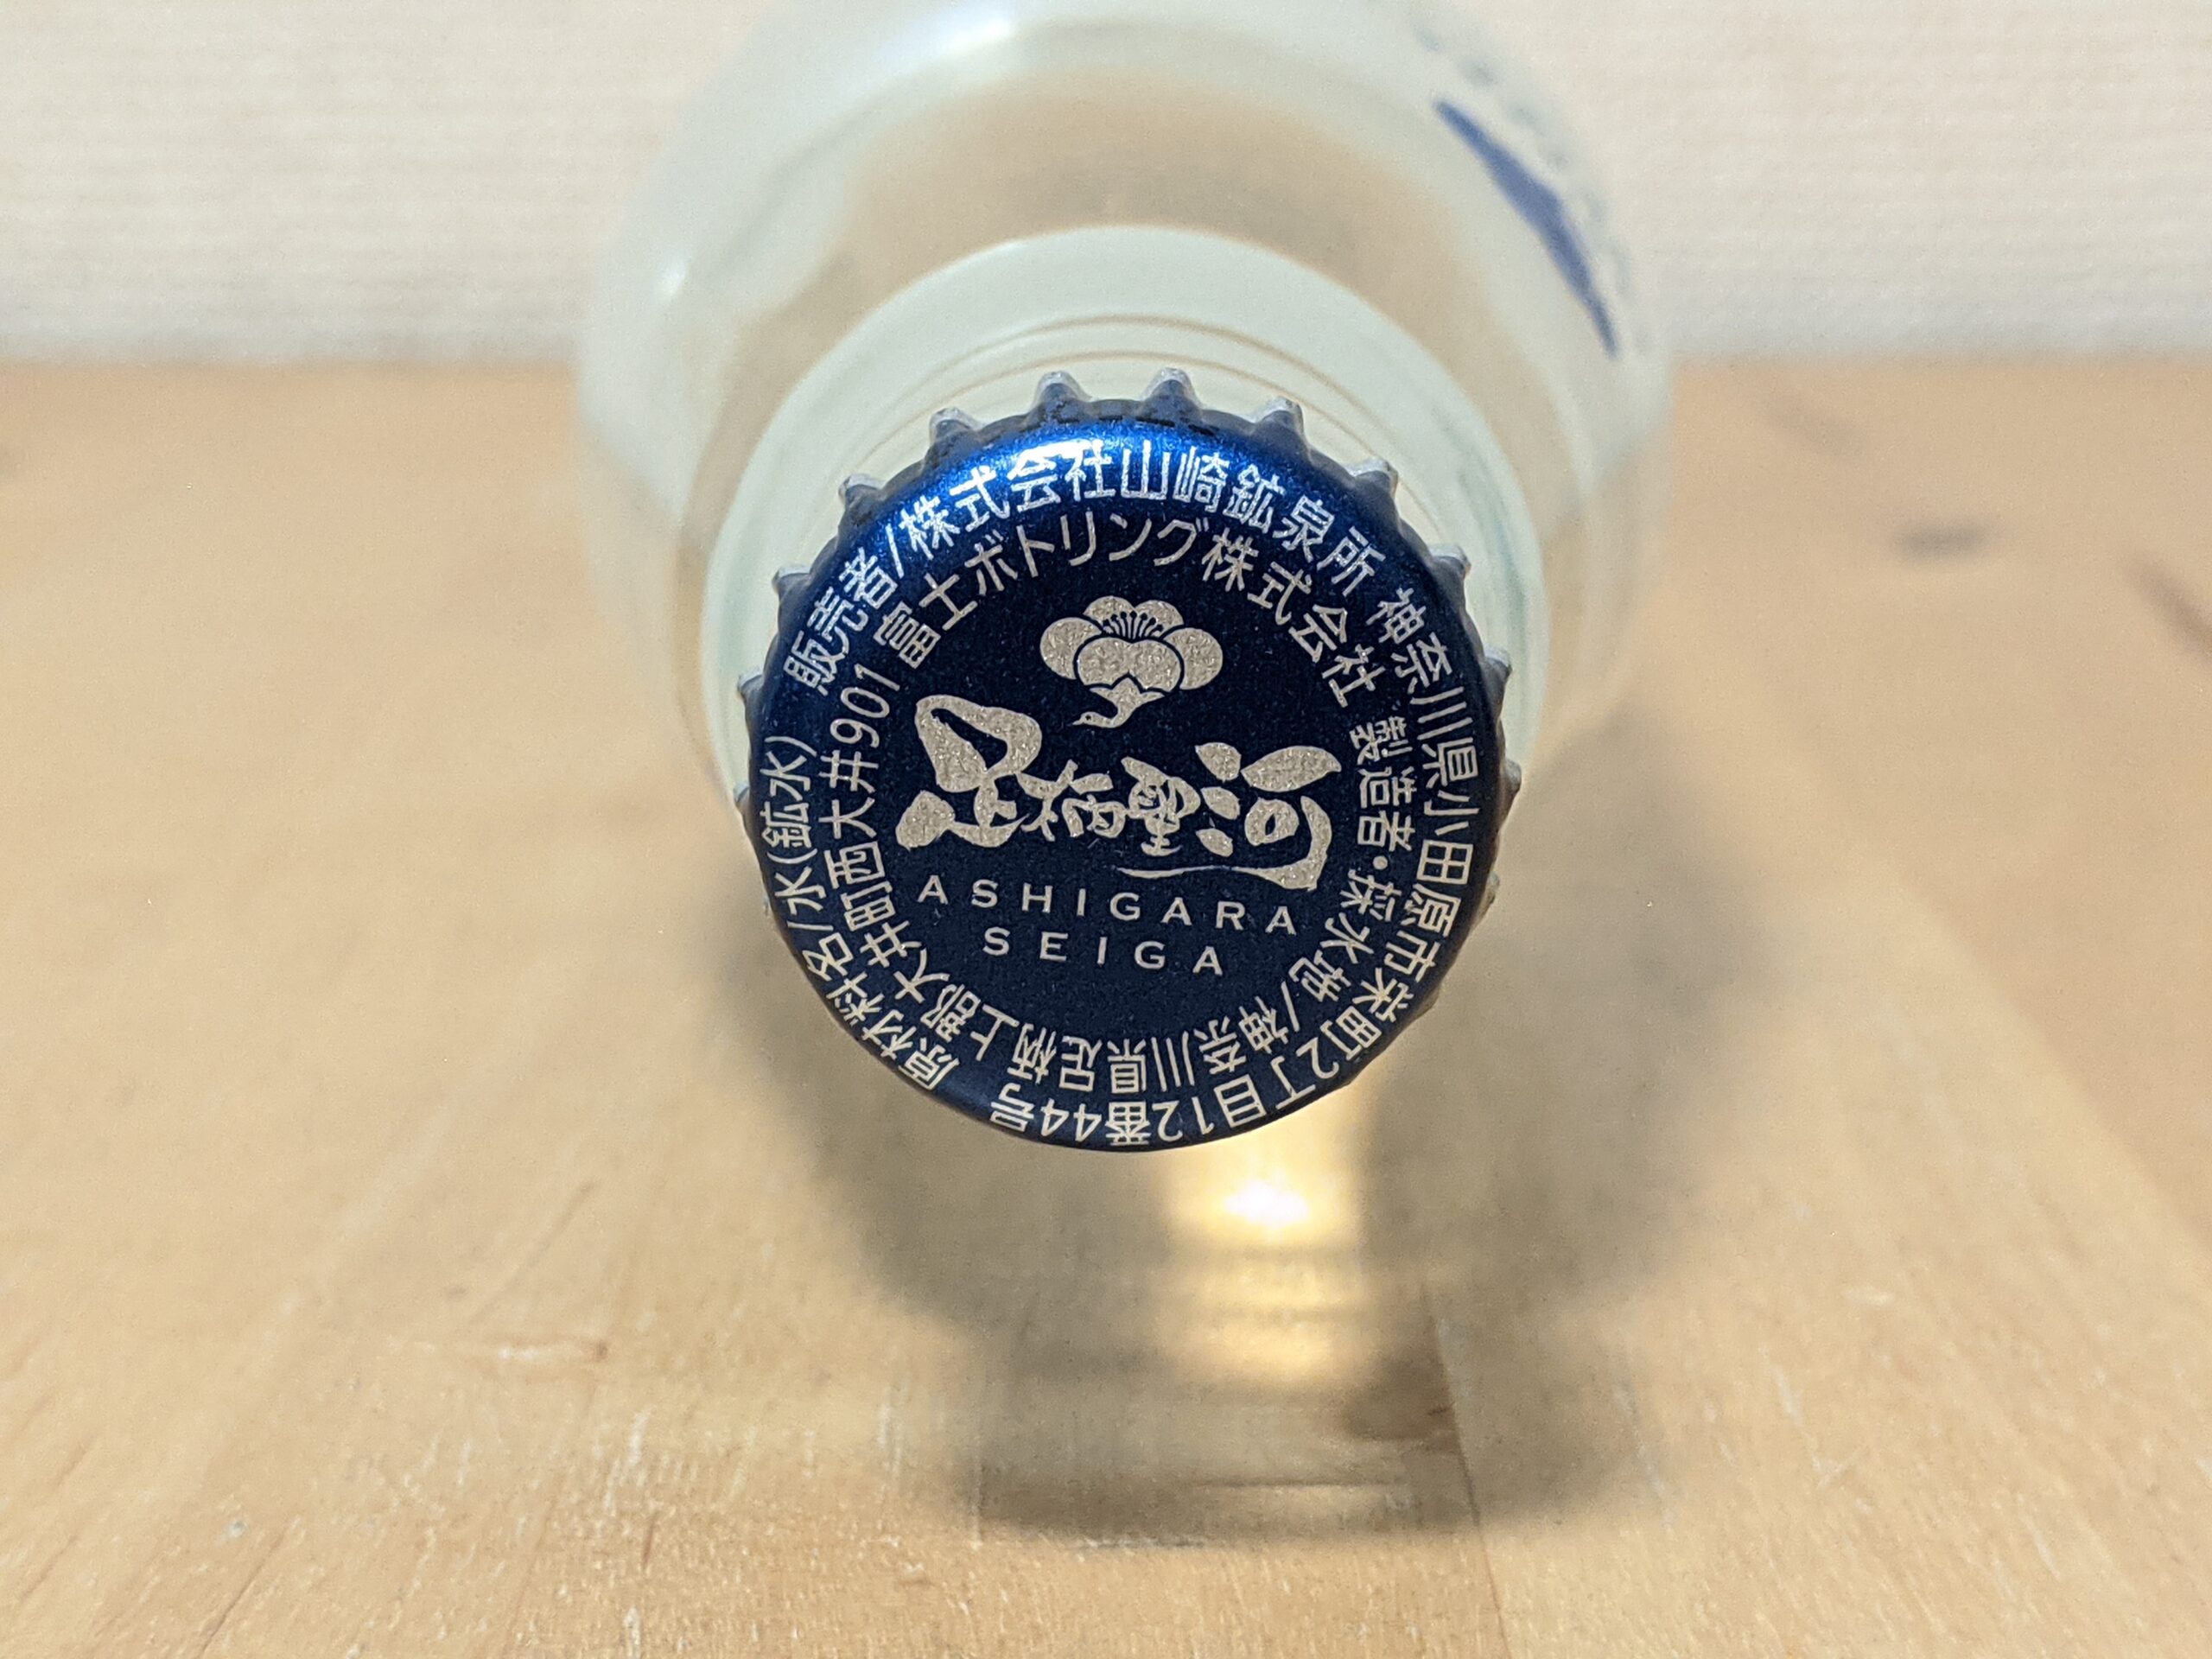 販売者/株式会社山崎鉱泉所 神奈川県小田原市栄町2丁目12番44号
原材料名/水(鉱水)
製造者・採水地/神奈川県足柄上郡大井町西大井901 富士ボトリング株式会社
足柄聖河
ASHIGARA
SEIGA